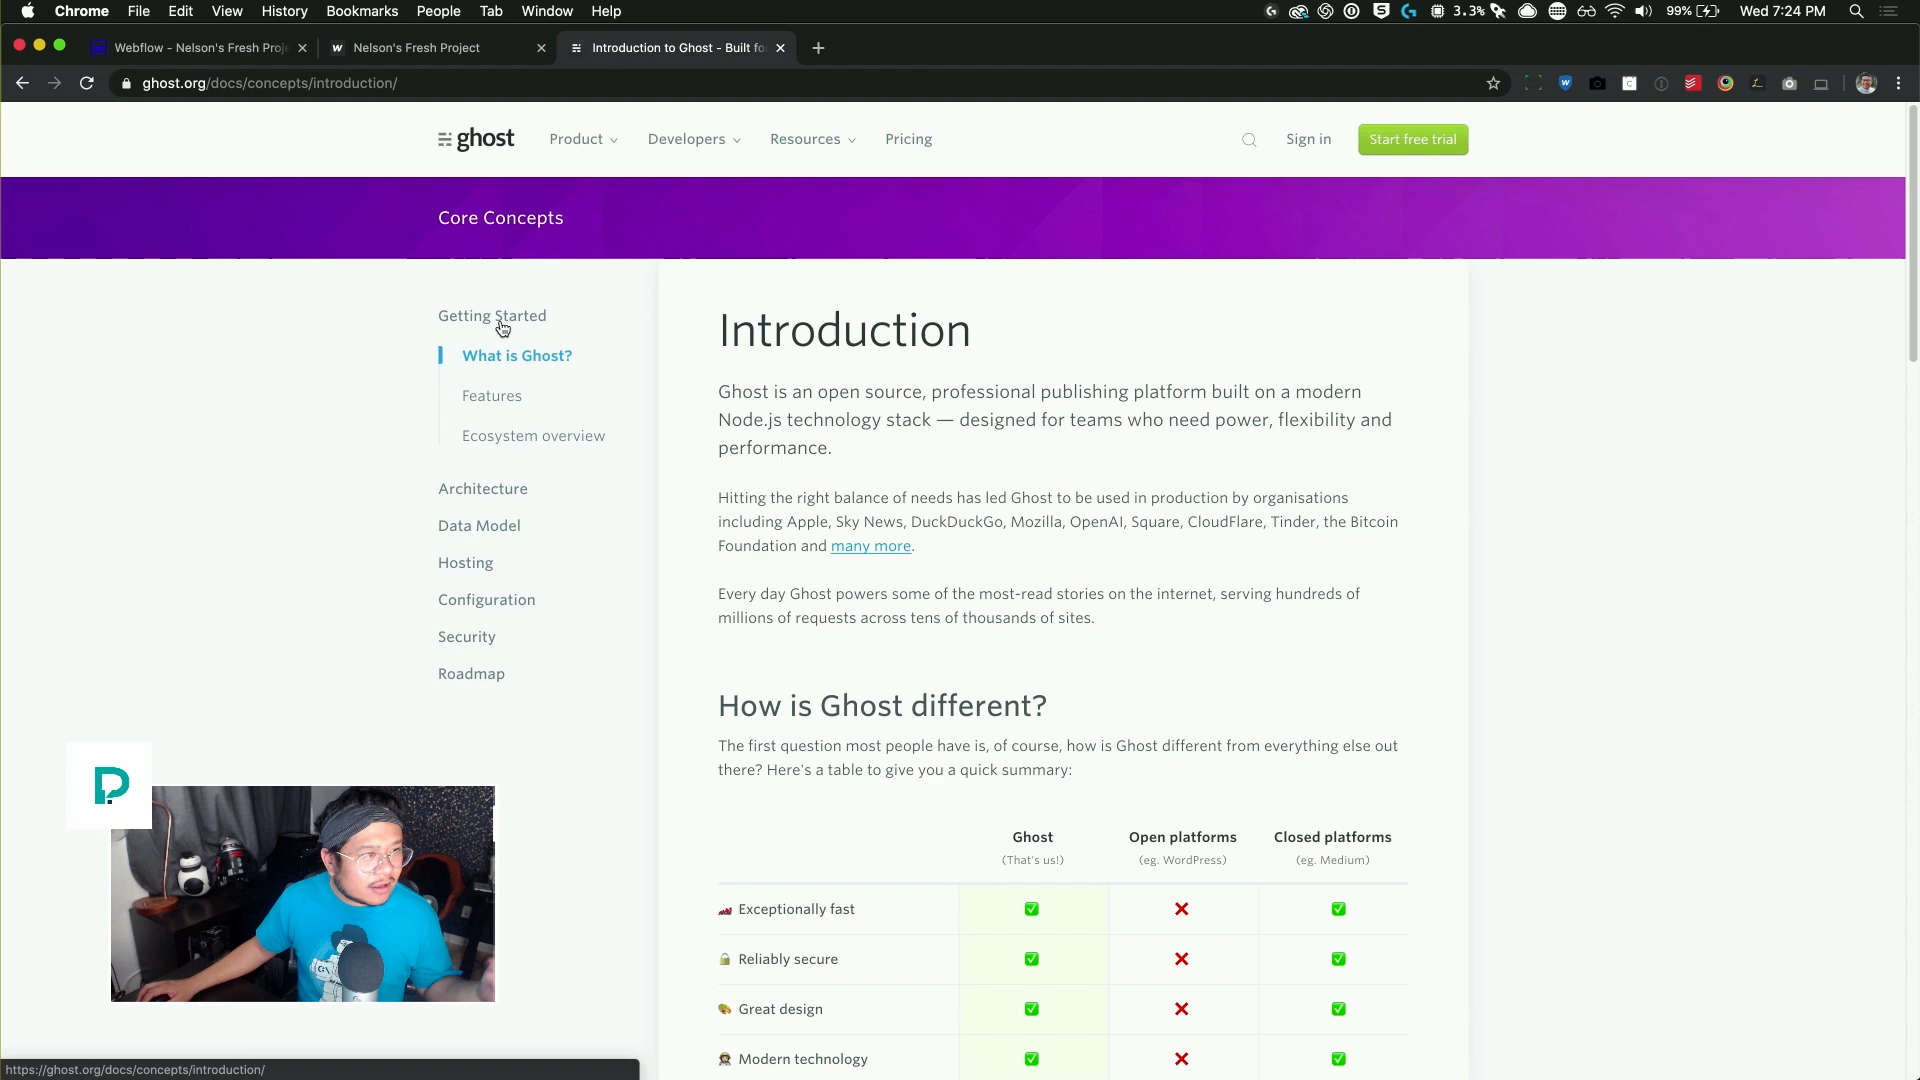 Chrome File Edit View History Bookmarks People Tab Window Help 3.3% 99% Wed 7:24 PM
Webflow - Nelson's Fresh Proje Nelson's Fresh Project Introduction to Ghost - Built fo
ghost.org/docs/concepts/introduction/
ghost Product Developers Resources Pricing Sign in Start free trial
Core Concepts
Getting Started
What is Ghost?
Features
Ecosystem overview
Architecture
Data Model
Hosting
Configuration
Security
Roadmap
Introduction
Ghost is an open source, professional publishing platform built on a modern
Node.js technology stack — designed for teams who need power, flexibility and
performance.
Hitting the right balance of needs has led Ghost to be used in production by organisations
including Apple, Sky News, DuckDuckGo, Mozilla, OpenAI, Square, CloudFlare, Tinder, the Bitcoin
Foundation and many more.
Every day Ghost powers some of the most-read stories on the internet, serving hundreds of
millions of requests across tens of thousands of sites.
How is Ghost different?
The first question most people have is, of course, how is Ghost different from everything else out
there? Here's a table to give you a quick summary:
Ghost Open platforms Closed platforms
(That's us!) (eg. WordPress) (eg. Medium)
Exceptionally fast
Reliably secure
Great design
Modern technology
https://ghost.org/docs/concepts/introduction/